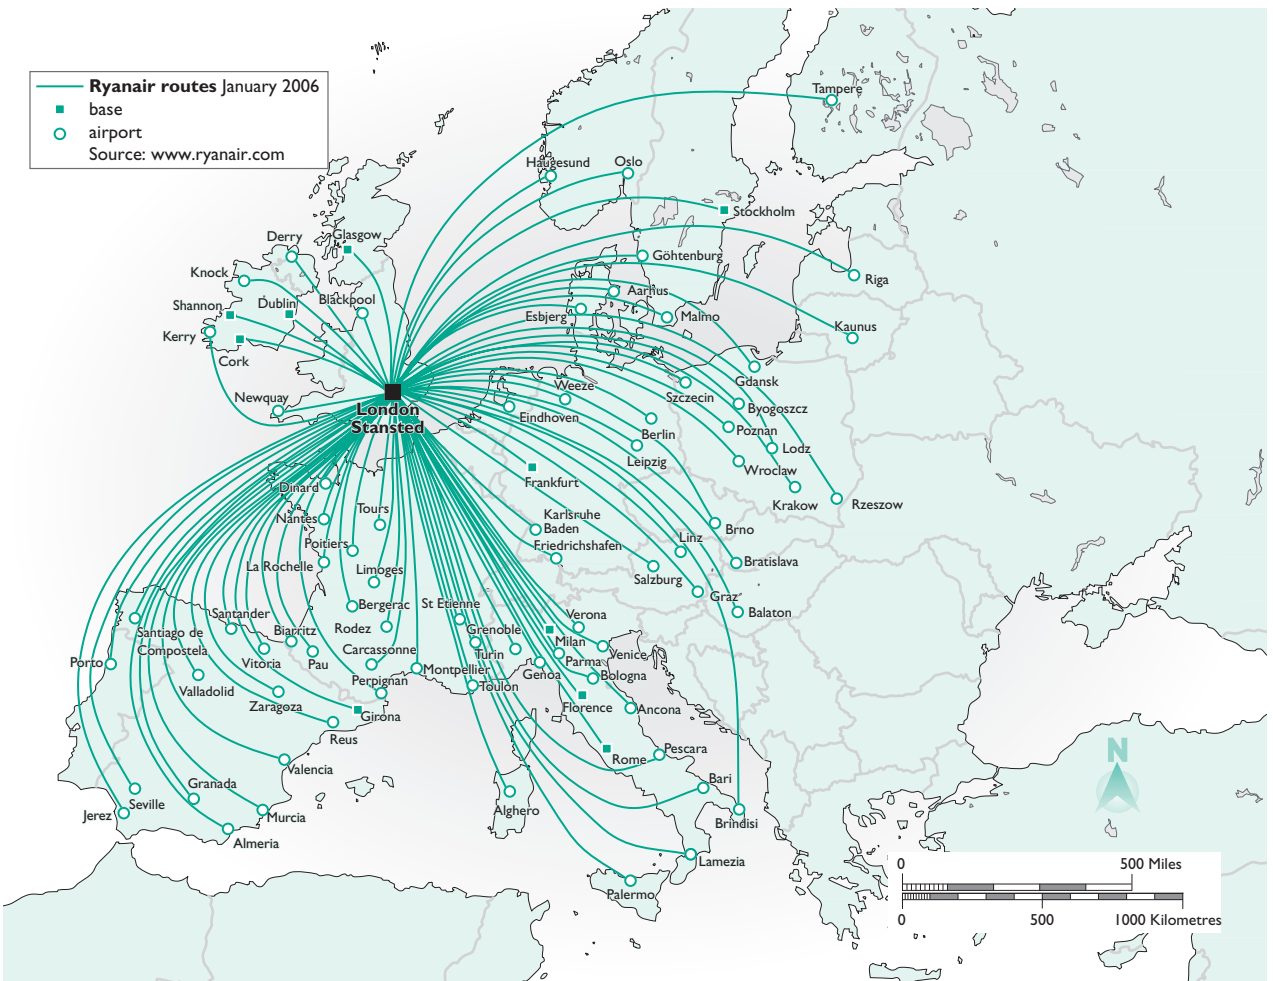 Ryanair routes January 2006
base
airport
Source: www.ryanair.com
Tampere
Haugesund
Oslo
Stockholm
Derry
Glasgow
Göhtenburg
Knock
Riga
Shannon
Dublin
Blackpool
Aarhus
Esbjerg
Malmo
Kerry
Kaunus
Cork
Newquay
London
Stansted
Weeze
Eindhoven
Szczecin
Gdansk
Byogoszcz
Berlin
Poznan
Leipzig
Lodz
Wroclaw
Dinard
Frankfurt
Krakow
Rzeszow
Nantes
Tours
Karlsruhe
Baden
Brno
Poitiers
Friedrichshafen
Linz
La Rochelle
Limoges
Salzburg
Bratislava
Graz
Bergerac
St Etienne
Balaton
Santander
Biarritz
Rodez
Grenoble
Verona
Santiago de
Compostela
Milan
Carcassonne
Turin
Venice
Porto
Vitoria
Pau
Montpellier
Parma
Valladolid
Perpignan
Genoa
Bologna
Toulon
Zaragoza
Girona
Florence
Ancona
Reus
Pescara
Rome
Valencia
Bari
Granada
Seville
Alghero
Jerez
Murcia
Brindisi
Almeria
Lamezia
Palermo
N
0
500 Miles
0
500
1000 Kilometres